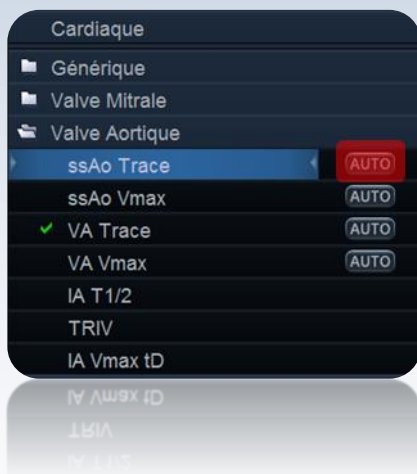 Cardiaque
Générique
Valve Mitrale
Valve Aortique
ssAo Trace AUTO
ssAo Vmax AUTO
VA Trace AUTO
VA Vmax AUTO
IA T1/2
TRIV
IA Vmax tD